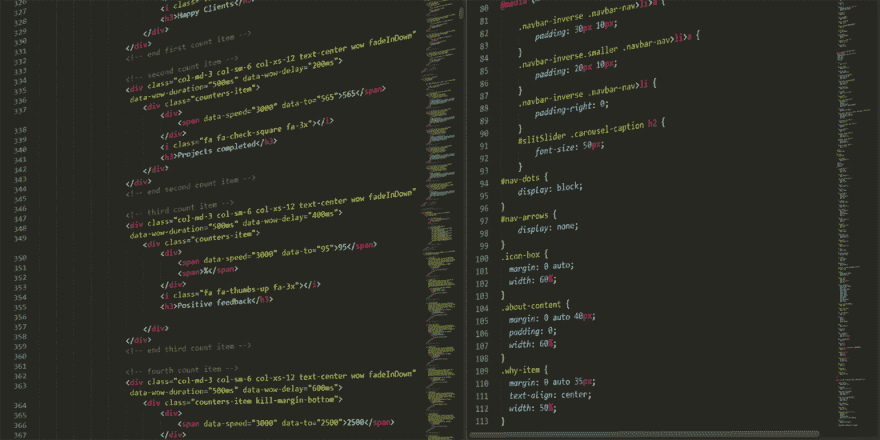 326
327 <i class="
328 <h3>Happy Clients</h3>
329 </div>
330 </div>
331 <!-- end first count item -->
332
333 <!-- second count item -->
334 <div class="col-md-3 col-sm-6 col-xs-12 text-center wow fadeInDown"
data-wow-duration="500ms" data-wow-delay="200ms">
335 <div class="counters-item">
336 <div>
337 <span data-speed="3000" data-to="565">565</span>
338 </div>
339 <i class="fa fa-check-square fa-3x"></i>
340 <h3>Projects completed</h3>
341 </div>
342 </div>
343 <!-- end second count item -->
344
345
346 <!-- third count item -->
347 <div class="col-md-3 col-sm-6 col-xs-12 text-center wow fadeInDown"
348 data-wow-duration="500ms" data-wow-delay="400ms">
349 <div class="counters-item">
<div>
350 <span data-speed="3000" data-to="95">95</span>
351 <span>%</span>
352 </div>
353 <i class="fa fa-thumbs-up fa-3x"></i>
354 <h3>Positive feedback</h3>
355
356
357 </div>
358 </div>
359 <!-- end third count item -->
360
361 <!-- fourth count item -->
362 <div class="col-md-3 col-sm-6 col-xs-12 text-center wow fadeInDown"
363 data-wow-duration="500ms" data-wow-delay="600ms">
364 <div class="counters-item kill-margin-bottom">
365 <div>
366 <span data-speed="3000" data-to="2500">2500</span>
367 </div>
80 @media
81 .navbar-inverse .navbar-nav>li>a {
82 padding: 30px 10px;
83 }
84 .navbar-inverse.smaller .navbar-nav>li>a {
85 padding: 20px 10px;
86 }
87 .navbar-inverse .navbar-nav>li {
88 padding-right: 0;
89 }
90 #slitSlider .carousel-caption h2 {
91 font-size: 50px;
92 }
93
94 #nav-dots {
95 display: block;
96 }
97 #nav-arrows {
98 display: none;
99 }
100 .icon-box {
101 margin: 0 auto;
102 width: 60%;
103 }
104 .about-content {
105 margin: 0 auto 40px;
106 padding: 0;
107 width: 60%;
108 }
109 .why-item {
110 margin: 0 auto 35px;
111 text-align: center;
112 width: 50%;
113 }